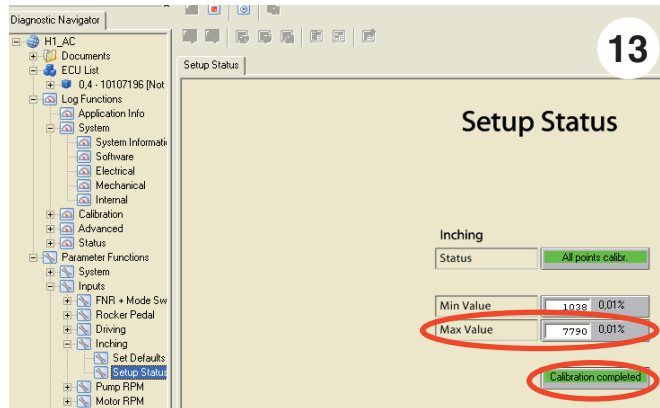 Diagnostic Navigator
H1_AC
Documents
ECU List
0,4 - 10107196 [Not
Log Functions
Application Info
System
System Informati
Software
Electrical
Mechanical
Internal
Calibration
Advanced
Status
Parameter Functions
System
Inputs
FNR + Mode Sw
Rocker Pedal
Driving
Inching
Set Defaults
Setup Status
Pump RPM
Motor RPM
13
Setup Status
Setup Status
Inching
Status All points calibr.
Min Value 1038 0,01%
Max Value 7790 0,01%
Calibration completed